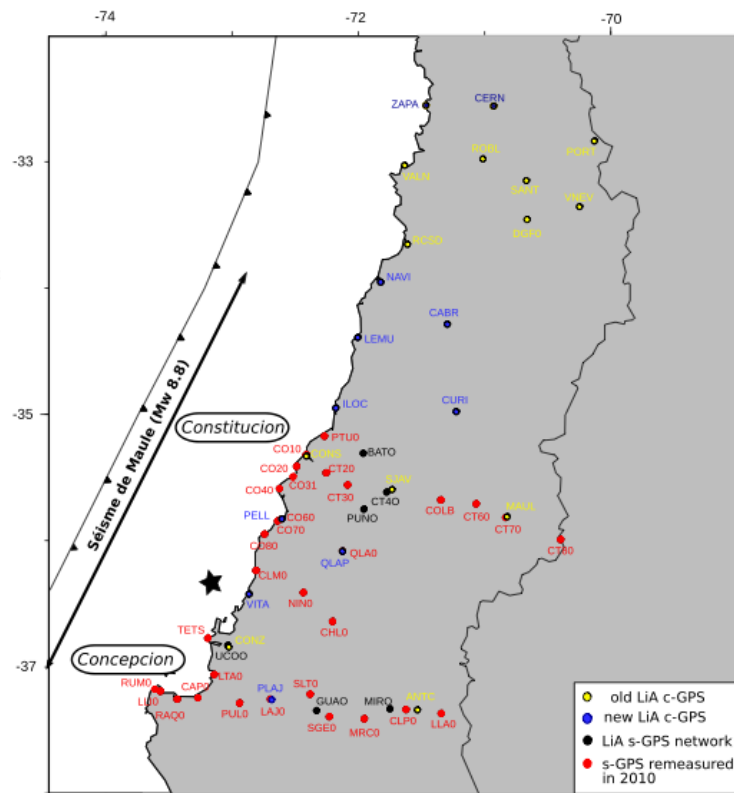 -74
-72
-70
-33
-35
-37
ZAPA
CERN
ROBL
PORT
VALN
SANT
VNEV
DGF0
RCSD
NAVI
CABR
LEMU
ILOC
CURI
Séisme de Maule (Mw 8.8)
Constitucion
PTU0
CO10
CONS
BATO
CO20
CT20
SJAV
CO31
CT30
CT4O
CO40
COLB
CT60
MAUL
PELL
CO60
PUNO
CO70
CT70
CO80
QLAP
QLA0
CT80
CLM0
VITA
NIN0
CHL0
TETS
CONZ
UCOO
Concepcion
RUM0
CAP0
LTA0
PLAJ
SLT0
GUAO
MIRO
ANTC
RAQ0
PUL0
LAJ0
SGE0
MRC0
CLP0
LLA0
old LiA c-GPS
new LiA c-GPS
LiA s-GPS network
s-GPS remeasured
in 2010